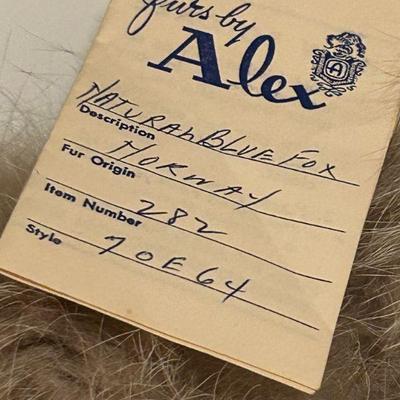 furs by
Alex
A
NATURAL BLUE FOX
Description
NORWAY
Fur Origin
282
Item Number
70E64
Style